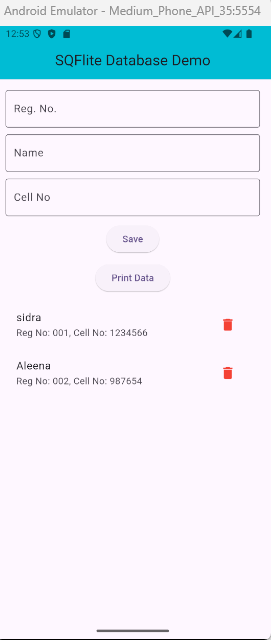 Android Emulator - Medium_Phone_API_35:5554
12:53
SQFlite Database Demo
Reg. No.
Name
Cell No
Save
Print Data
sidra
Reg No: 001, Cell No: 1234566
Aleena
Reg No: 002, Cell No: 987654